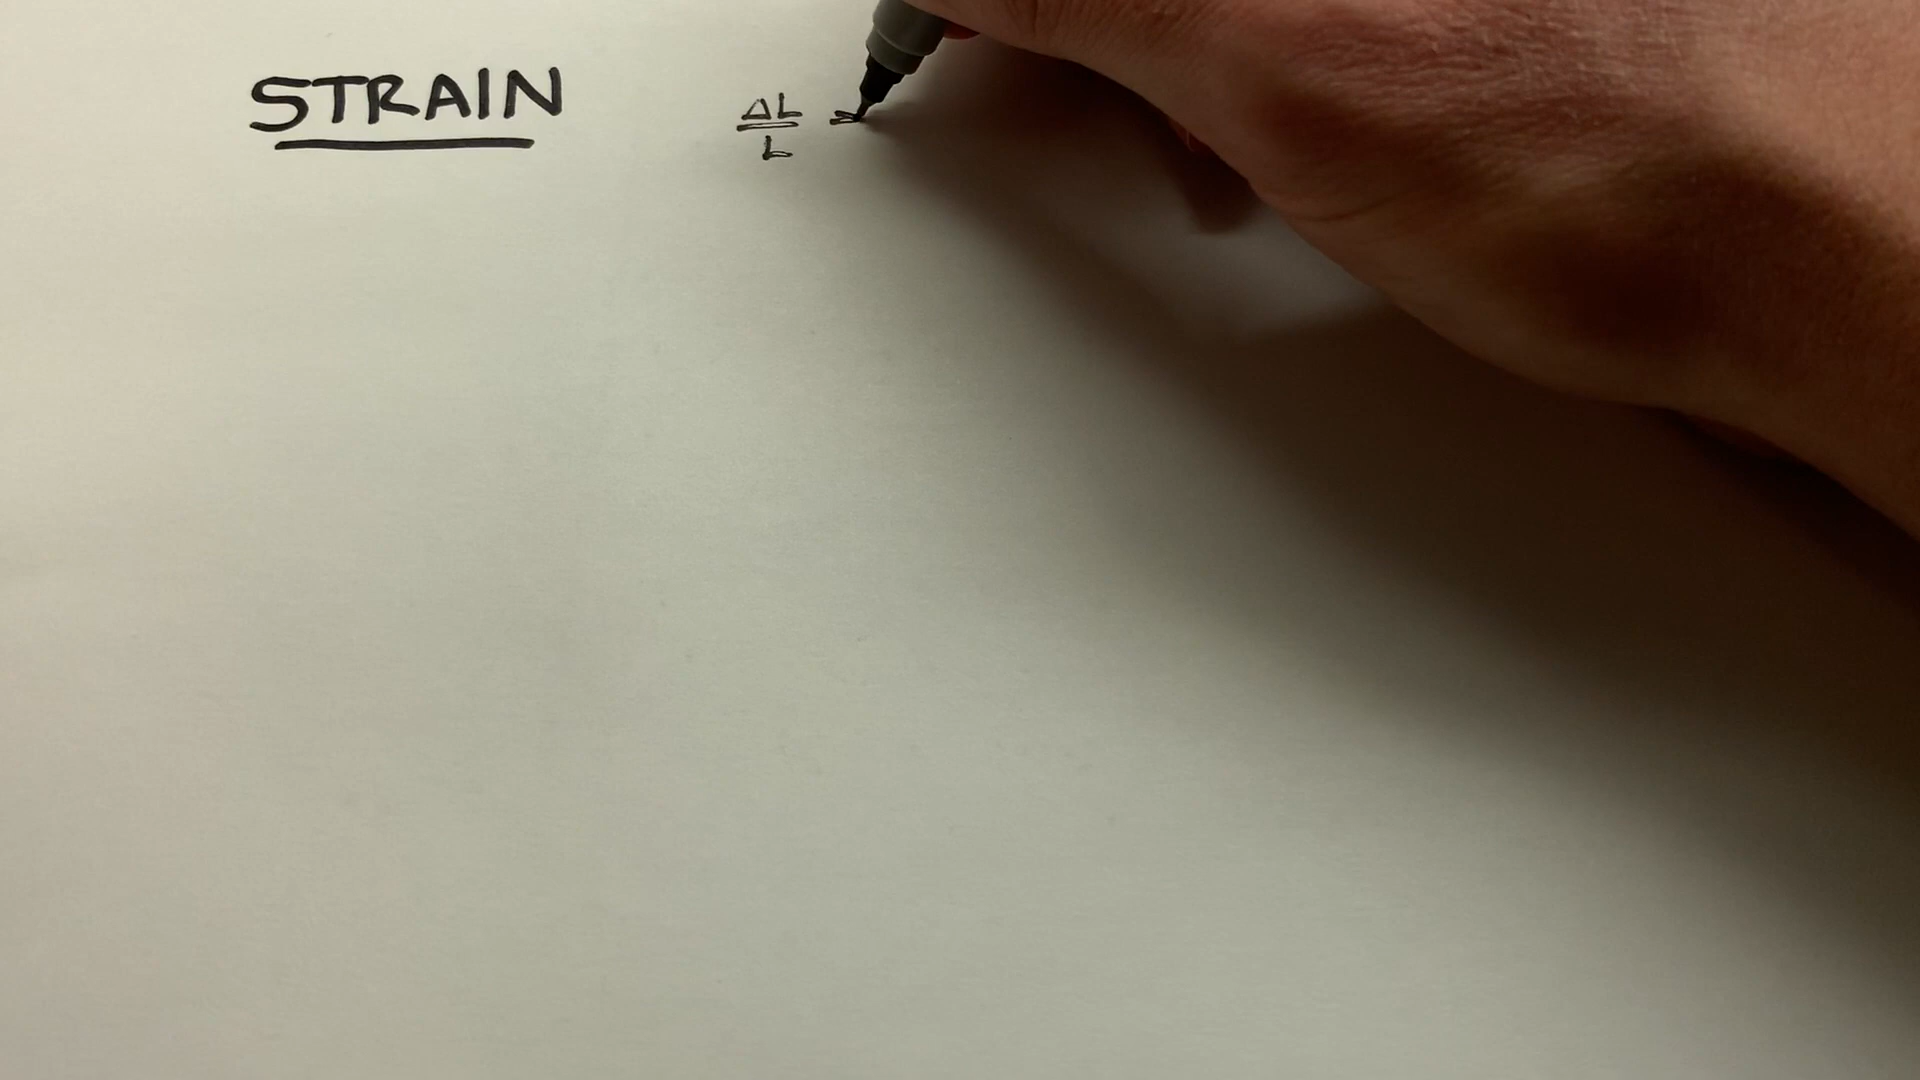 STRAIN
ΔL
L
=